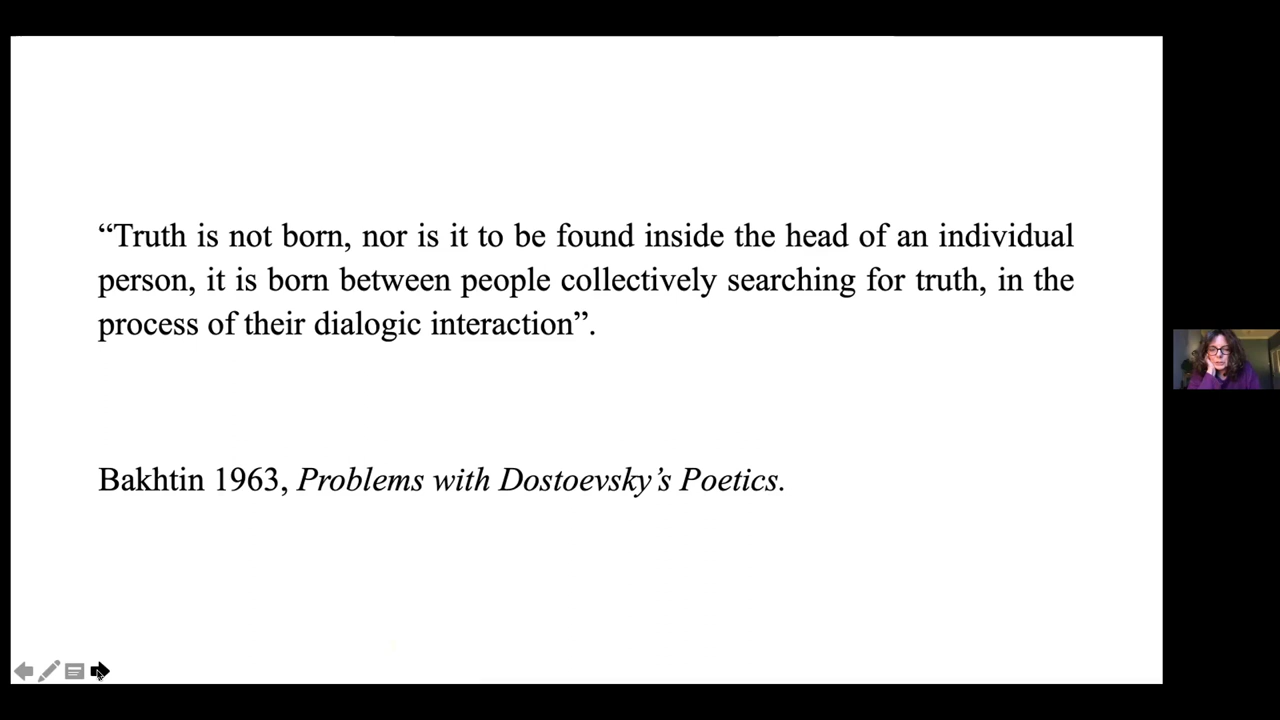 “Truth is not born, nor is it to be found inside the head of an individual
person, it is born between people collectively searching for truth, in the
process of their dialogic interaction”.
Bakhtin 1963, Problems with Dostoevsky’s Poetics.